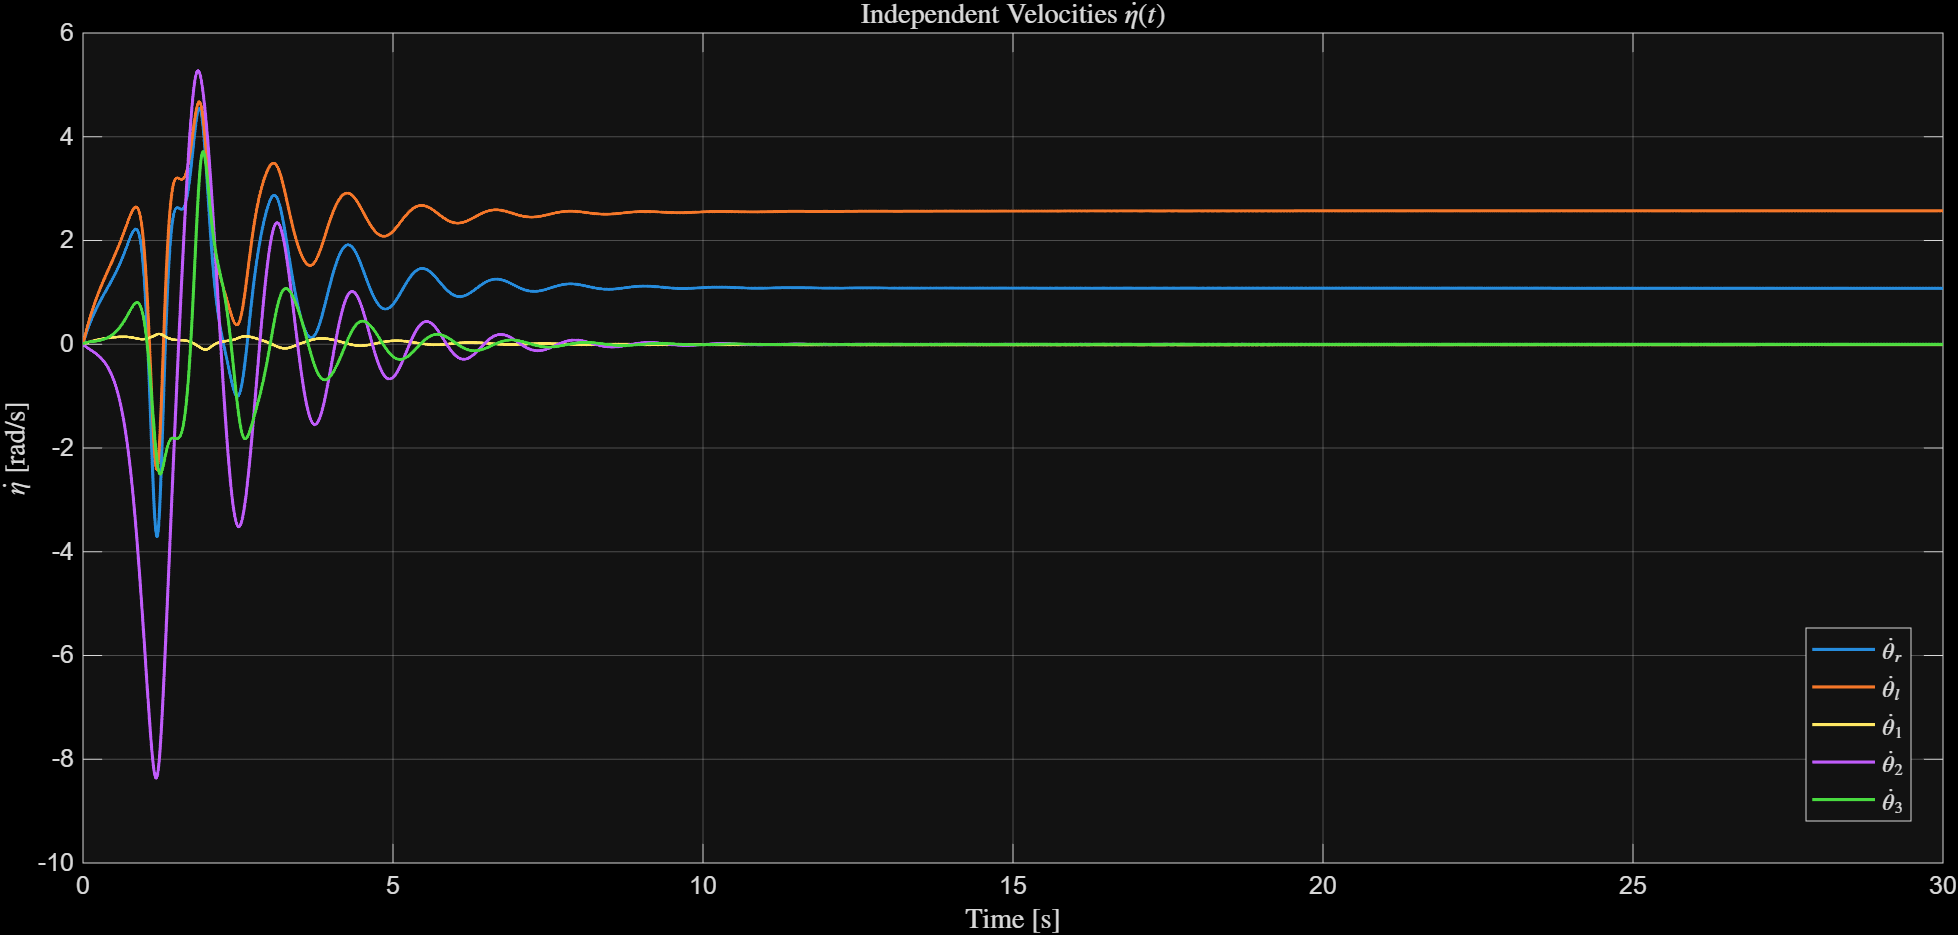 Independent Velocities η̇(t)
6
4
2
0
-2
-4
-6
-8
-10
η̇ [rad/s]
0 5 10 15 20 25 30
Time [s]
θ̇r
θ̇l
θ̇1
θ̇2
θ̇3